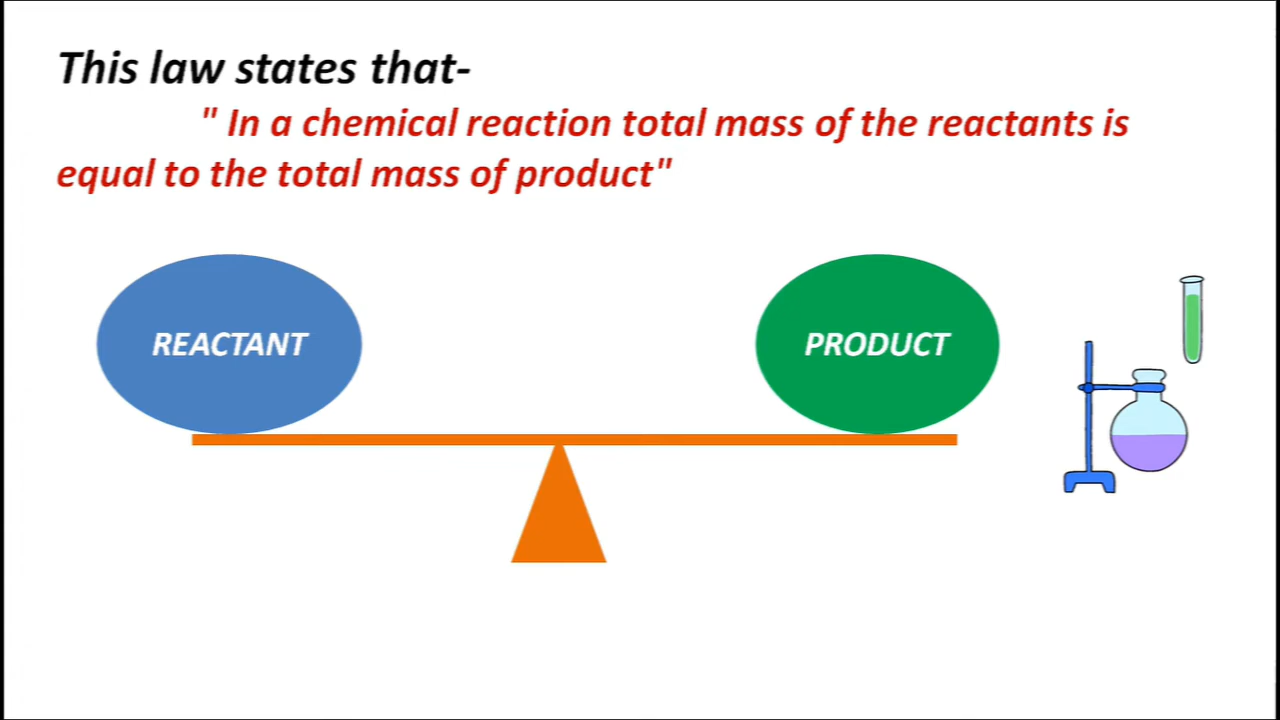 This law states that-
" In a chemical reaction total mass of the reactants is
equal to the total mass of product"
REACTANT
PRODUCT